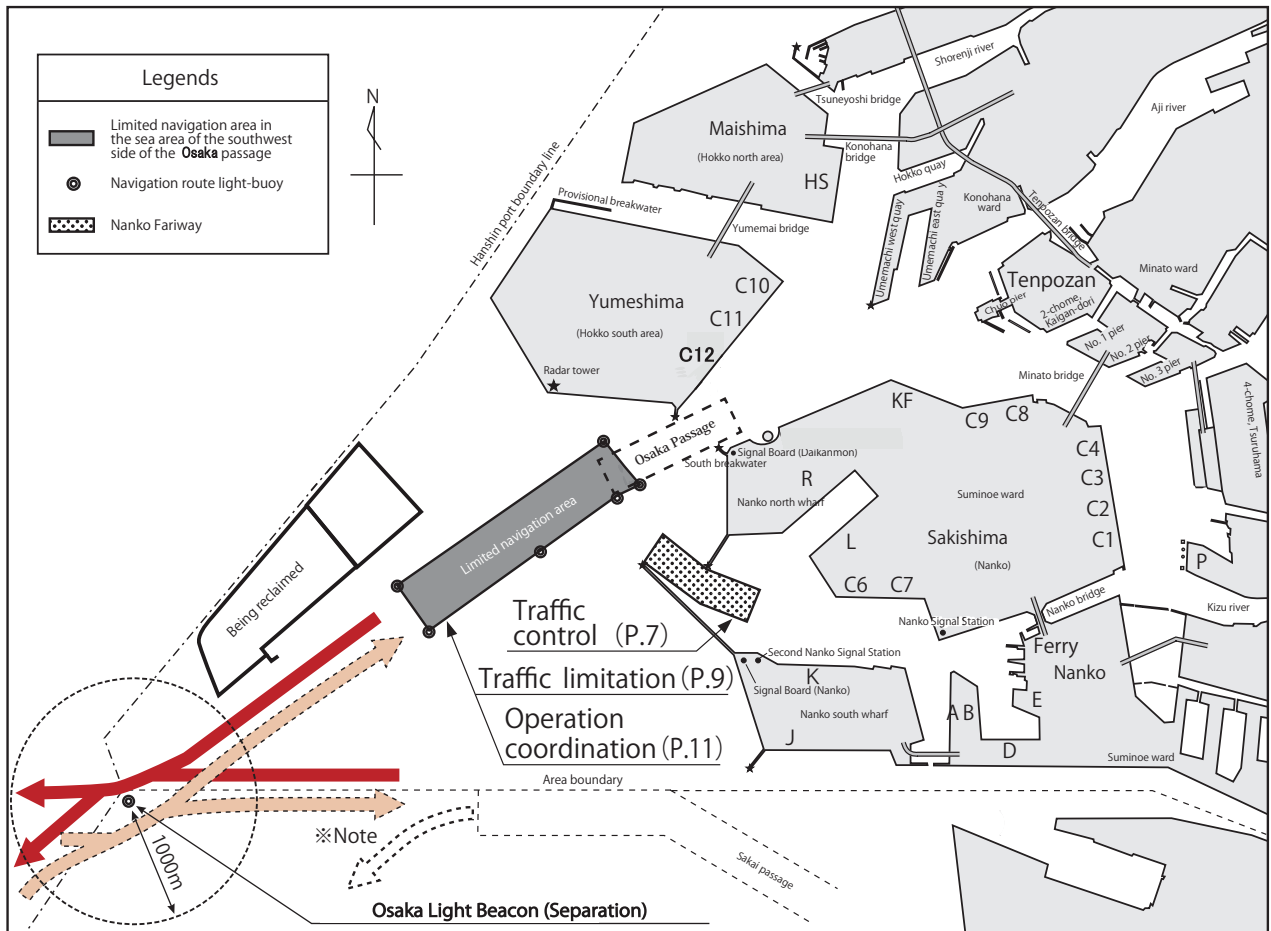 Legends
Limited navigation area in
the sea area of the southwest
side of the Osaka passage
Navigation route light-buoy
Nanko Fariway
N
Hanshin port boundary line
Shorenji river
Tsuneyoshi bridge
Aji river
Maishima
(Hokko north area)
HS
Konohana
bridge
Hokko quay
Konohana
ward
Provisional breakwater
Yumemai bridge
Umemachi west quay
Umemachi east qua y
Tenpozan bridge
Minato ward
Tenpozan
2-chome,
Kaigan-dori
Chuo pier
No. 1 pier
No. 2 pier
No. 3 pier
Minato bridge
4-chome, Tsuruhama
Yumeshima
(Hokko south area)
C10
C11
C12
Radar tower
Osaka Passage
South breakwater
Signal Board (Daikanmon)
KF
C9
C8
C4
C3
C2
C1
R
Nanko north wharf
Suminoe ward
Sakishima
(Nanko)
L
C6
C7
P
Nanko bridge
Kizu river
Nanko Signal Station
Limited navigation area
Being reclaimed
Traffic
control (P.7)
Traffic limitation (P.9)
Operation
coordination (P.11)
Second Nanko Signal Station
K
Signal Board (Nanko)
Nanko south wharf
J
Ferry
Nanko
A B
E
D
Suminoe ward
Area boundary
※Note
1000m
Sakai passage
Osaka Light Beacon (Separation)